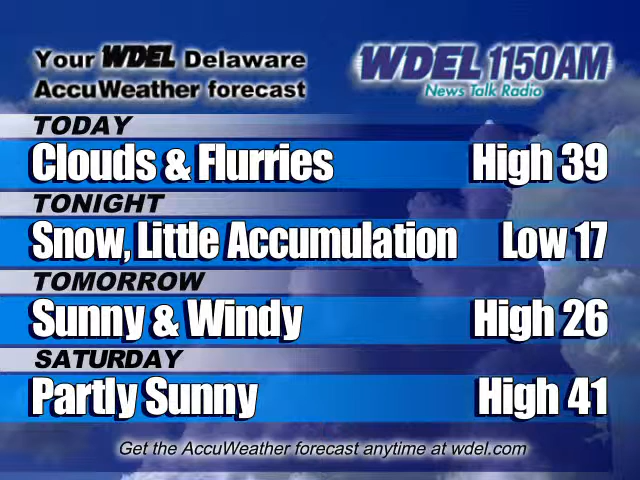 Your WDEL Delaware
AccuWeather forecast
WDEL 1150AM
News Talk Radio
TODAY
Clouds & Flurries High 39
TONIGHT
Snow, Little Accumulation Low 17
TOMORROW
Sunny & Windy High 26
SATURDAY
Partly Sunny High 41
Get the AccuWeather forecast anytime at wdel.com